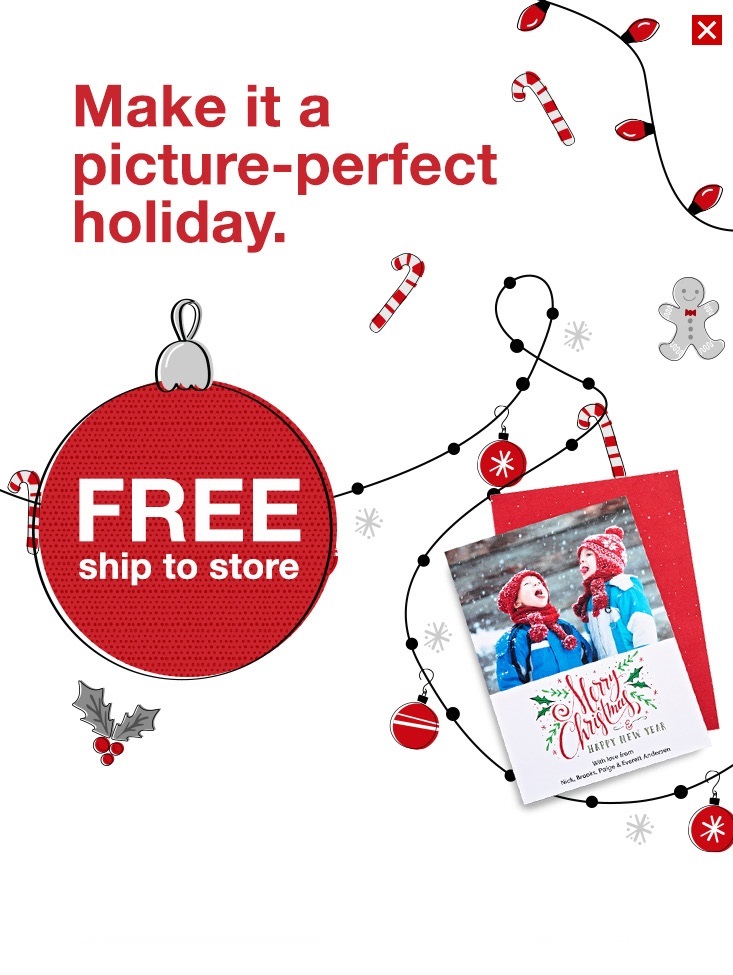 Make it a
picture-perfect
holiday.
FREE
ship to store
Merry
Christmas
&
HAPPY NEW YEAR
With love from
Nick, Brooks, Paige & Everett Anderson